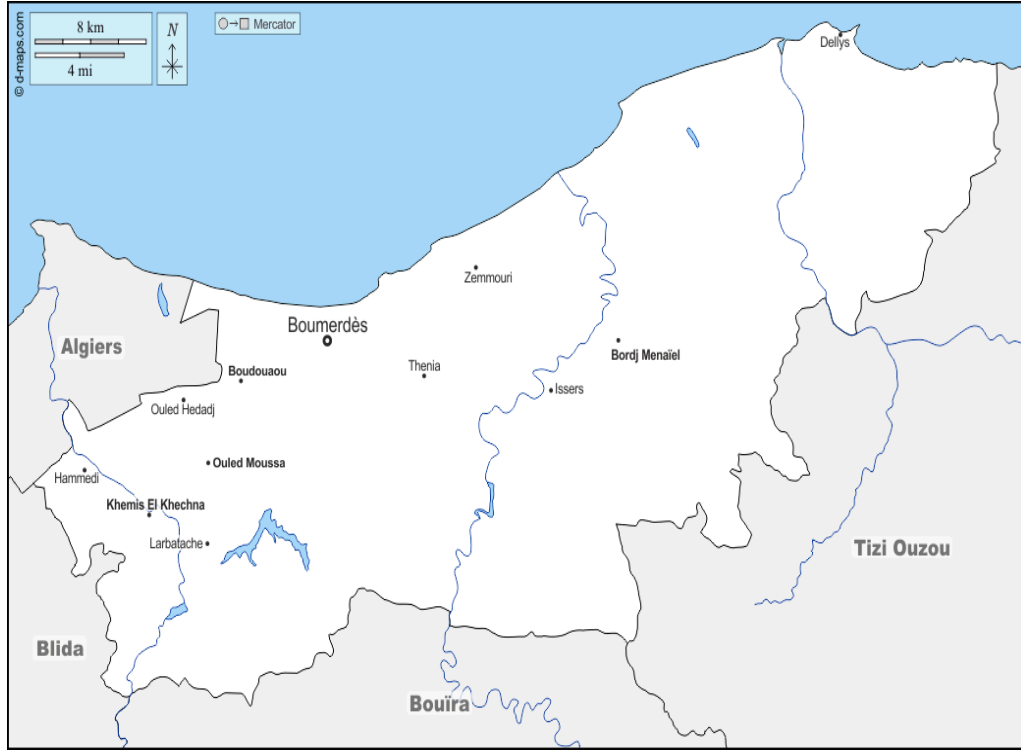 © d-maps.com
8 km
4 mi
N
Mercator
Dellys
Zemmouri
Boumerdès
Algiers
Bordj Menaïel
Thenia
Boudouaou
Issers
Ouled Hedadj
Ouled Moussa
Hammedi
Khemis El Khechna
Larbatache
Tizi Ouzou
Blida
Bouïra